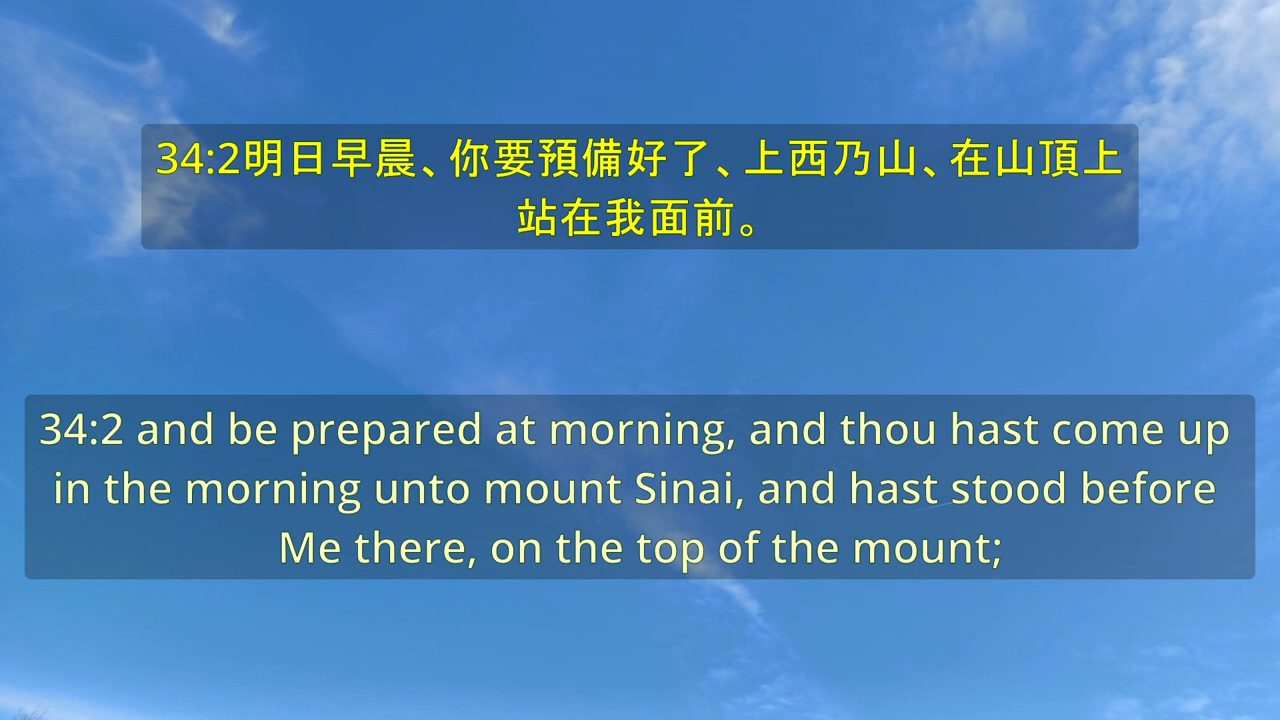 34:2明日早晨、你要預備好了、上西乃山、在山頂上
站在我面前。
34:2 and be prepared at morning, and thou hast come up
in the morning unto mount Sinai, and hast stood before
Me there, on the top of the mount;